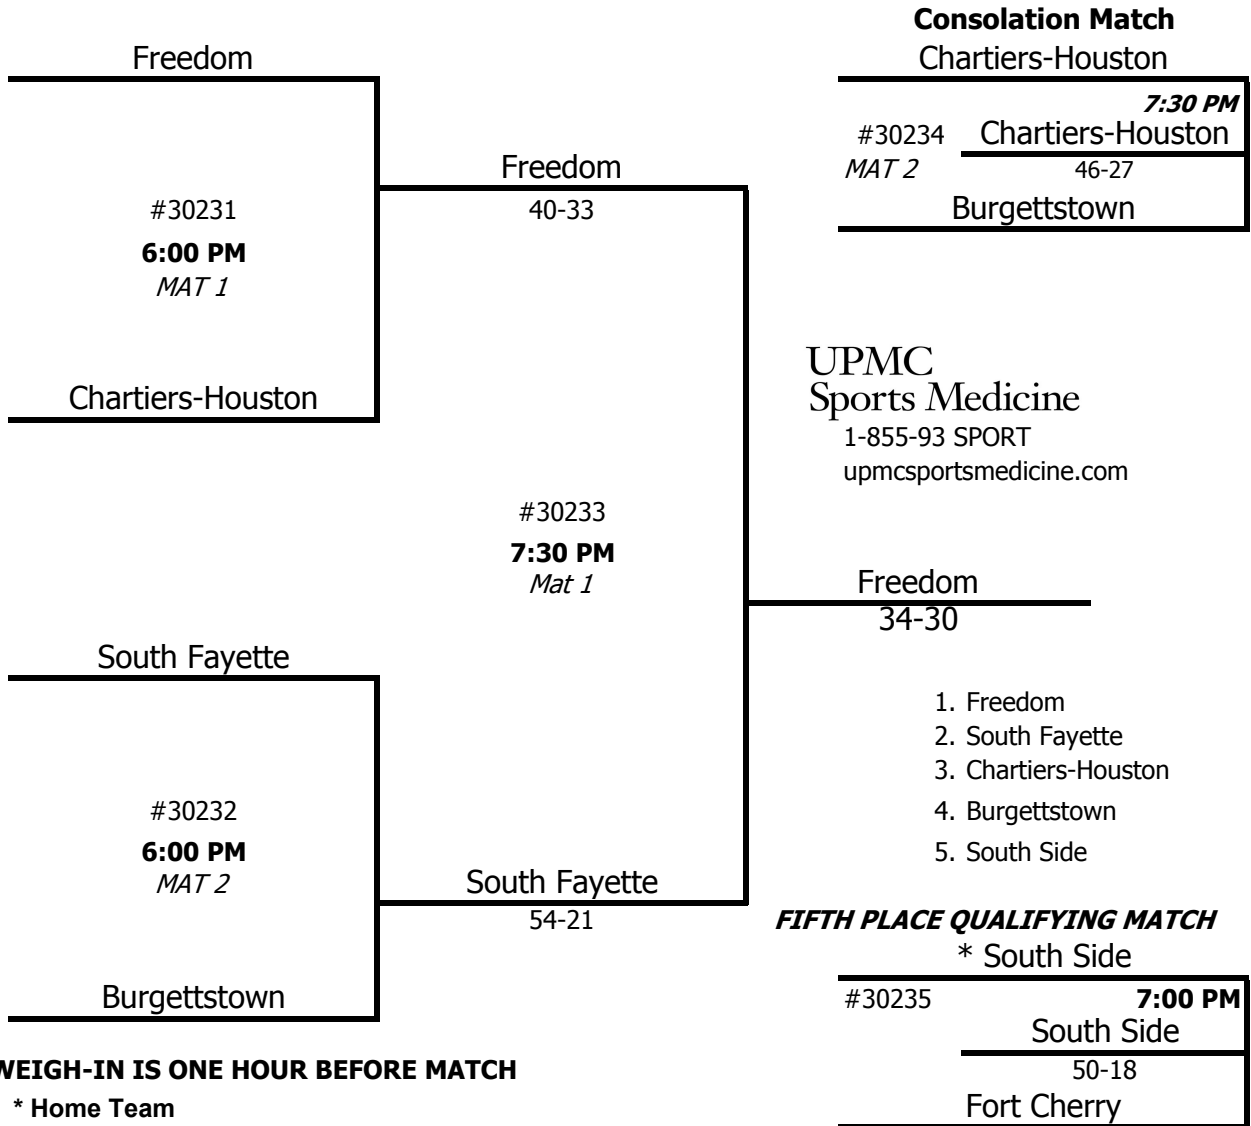 Consolation Match
Freedom
Chartiers-Houston
7:30 PM
#30234 Chartiers-Houston
MAT 2 46-27
Burgettstown
Freedom
40-33
#30231
6:00 PM
MAT 1
Chartiers-Houston
UPMC
Sports Medicine
1-855-93 SPORT
upmcsportsmedicine.com
#30233
7:30 PM
Mat 1
Freedom
34-30
South Fayette
1. Freedom
2. South Fayette
3. Chartiers-Houston
4. Burgettstown
5. South Side
#30232
6:00 PM
MAT 2
South Fayette
54-21
Burgettstown
FIFTH PLACE QUALIFYING MATCH
* South Side
#30235 7:00 PM
South Side
50-18
Fort Cherry
WEIGH-IN IS ONE HOUR BEFORE MATCH
* Home Team